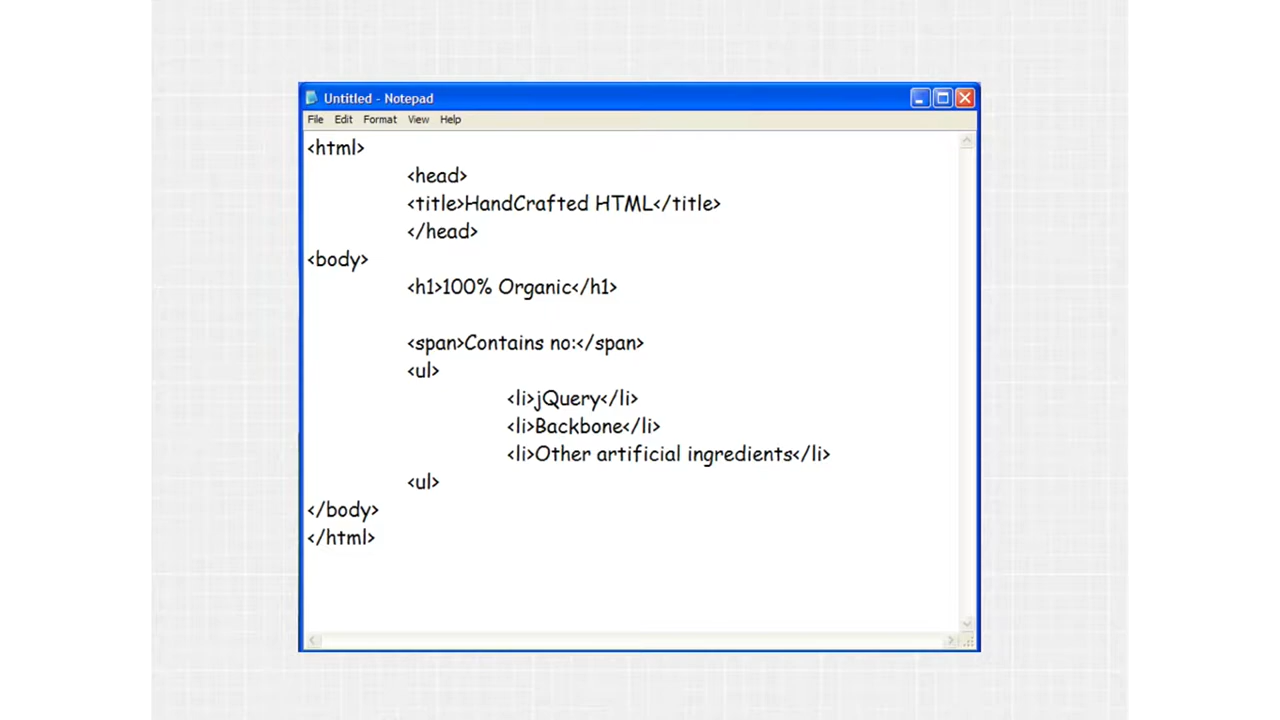 Untitled - Notepad
File Edit Format View Help
<html>
<head>
<title>HandCrafted HTML</title>
</head>
<body>
<h1>100% Organic</h1>
<span>Contains no:</span>
<ul>
<li>jQuery</li>
<li>Backbone</li>
<li>Other artificial ingredients</li>
<ul>
</body>
</html>